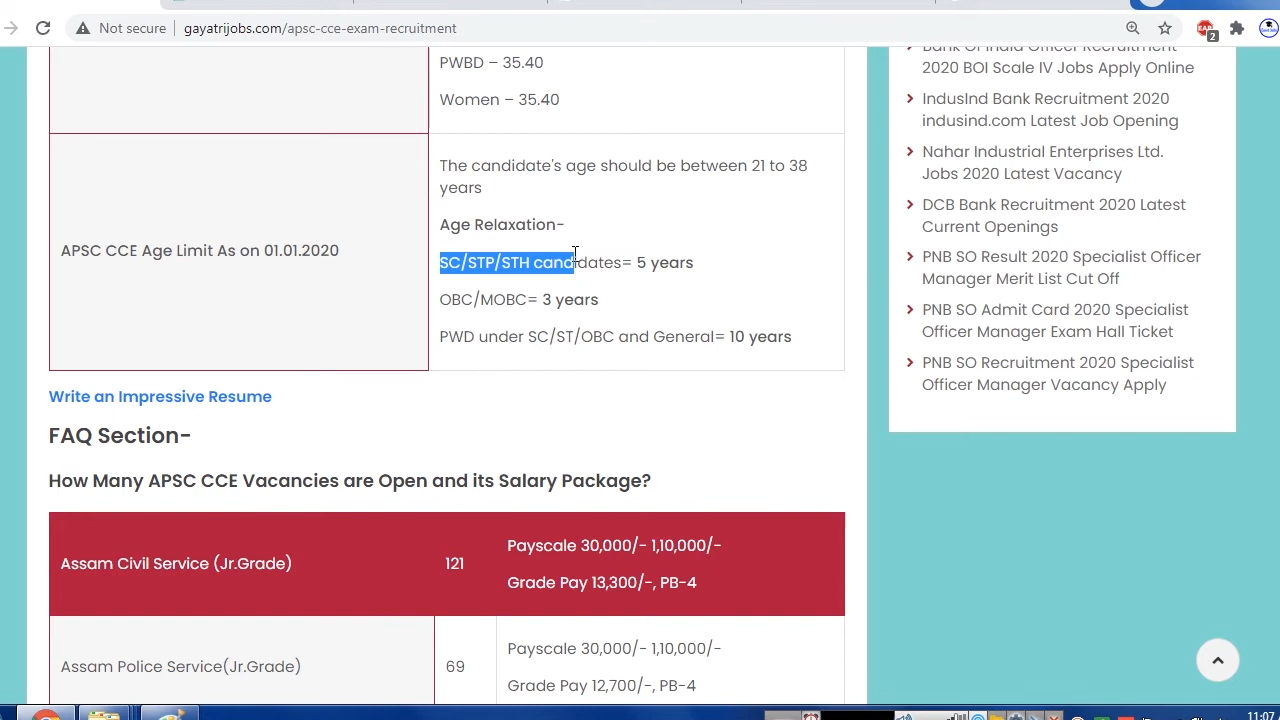 Not secure
gayatrijobs.com/apsc-cce-exam-recruitment
2
PWBD – 35.40
Women – 35.40
APSC CCE Age Limit As on 01.01.2020
The candidate's age should be between 21 to 38
years
Age Relaxation-
SC/STP/STH candidates= 5 years
OBC/MOBC= 3 years
PWD under SC/ST/OBC and General= 10 years
Write an Impressive Resume
FAQ Section-
How Many APSC CCE Vacancies are Open and its Salary Package?
Assam Civil Service (Jr.Grade)
121
Payscale 30,000/- 1,10,000/-
Grade Pay 13,300/-, PB-4
Assam Police Service(Jr.Grade)
69
Payscale 30,000/- 1,10,000/-
Grade Pay 12,700/-, PB-4
Bank Of India Officer Recruitment
2020 BOI Scale IV Jobs Apply Online
IndusInd Bank Recruitment 2020
indusind.com Latest Job Opening
Nahar Industrial Enterprises Ltd.
Jobs 2020 Latest Vacancy
DCB Bank Recruitment 2020 Latest
Current Openings
PNB SO Result 2020 Specialist Officer
Manager Merit List Cut Off
PNB SO Admit Card 2020 Specialist
Officer Manager Exam Hall Ticket
PNB SO Recruitment 2020 Specialist
Officer Manager Vacancy Apply
11:07